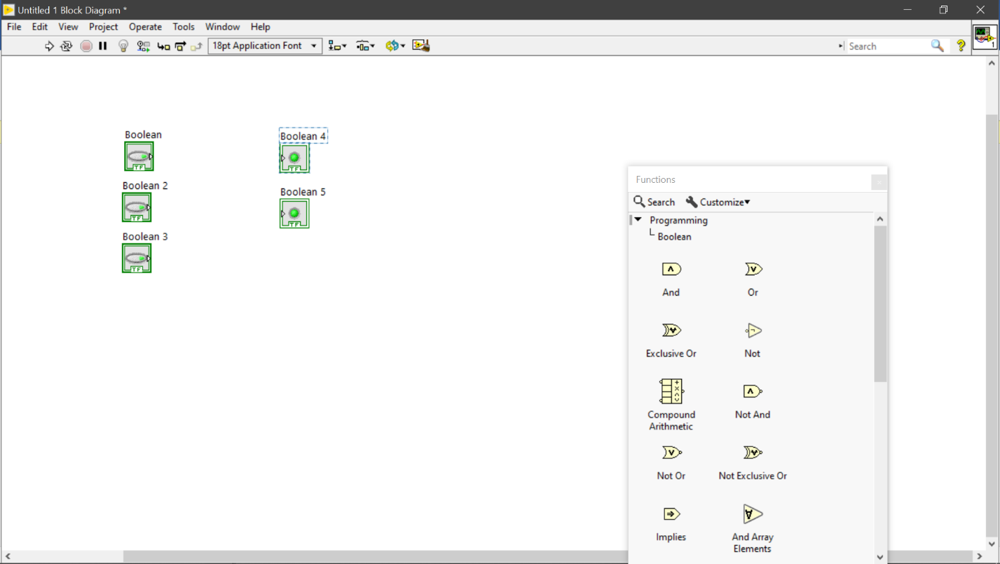 Untitled 1 Block Diagram *
File Edit View Project Operate Tools Window Help
18pt Application Font
Search
1
Boolean
TF
Boolean 2
TF
Boolean 3
TF
Boolean 4
TF
Boolean 5
TF
Functions
Search Customize
Programming
Boolean
And Or
Exclusive Or Not
Compound Not And
Arithmetic
Not Or Not Exclusive Or
Implies And Array
Elements